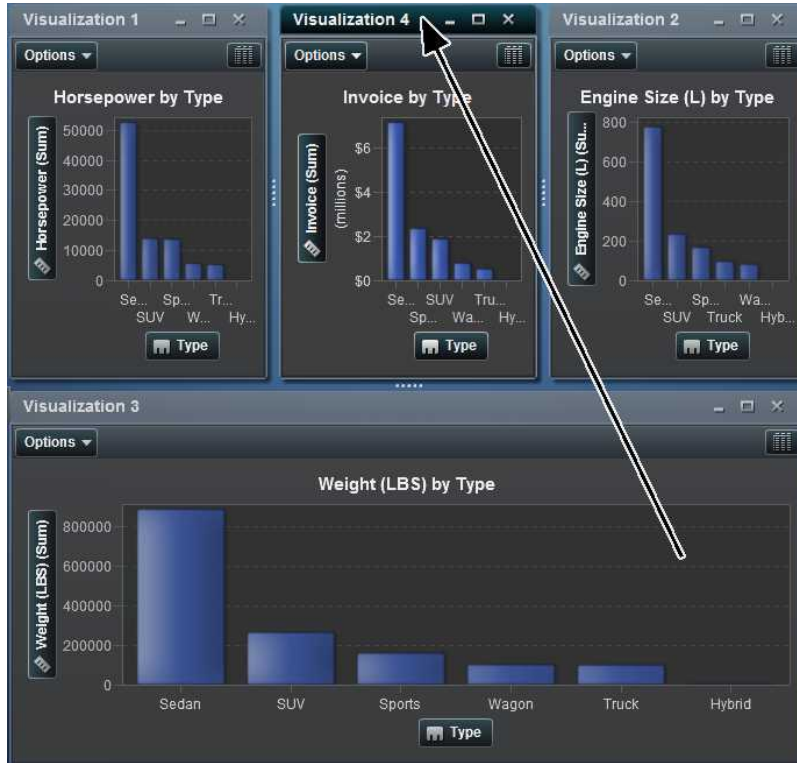 Visualization 1
Options
Horsepower by Type
Horsepower (Sum)
50000
40000
30000
20000
10000
0
Se... Sp... Tr...
SUV W... Hy...
Type
Visualization 4
Options
Invoice by Type
Invoice (Sum)
(millions)
$6
$4
$2
$0
Se... SUV Tru...
Sp... Wa... Hy...
Type
Visualization 2
Options
Engine Size (L) by Type
Engine Size (L) (Su...
800
600
400
200
0
Se... Sp... Wa...
SUV Truck Hyb...
Type
Visualization 3
Options
Weight (LBS) by Type
Weight (LBS) (Sum)
800000
600000
400000
200000
0
Sedan SUV Sports Wagon Truck Hybrid
Type